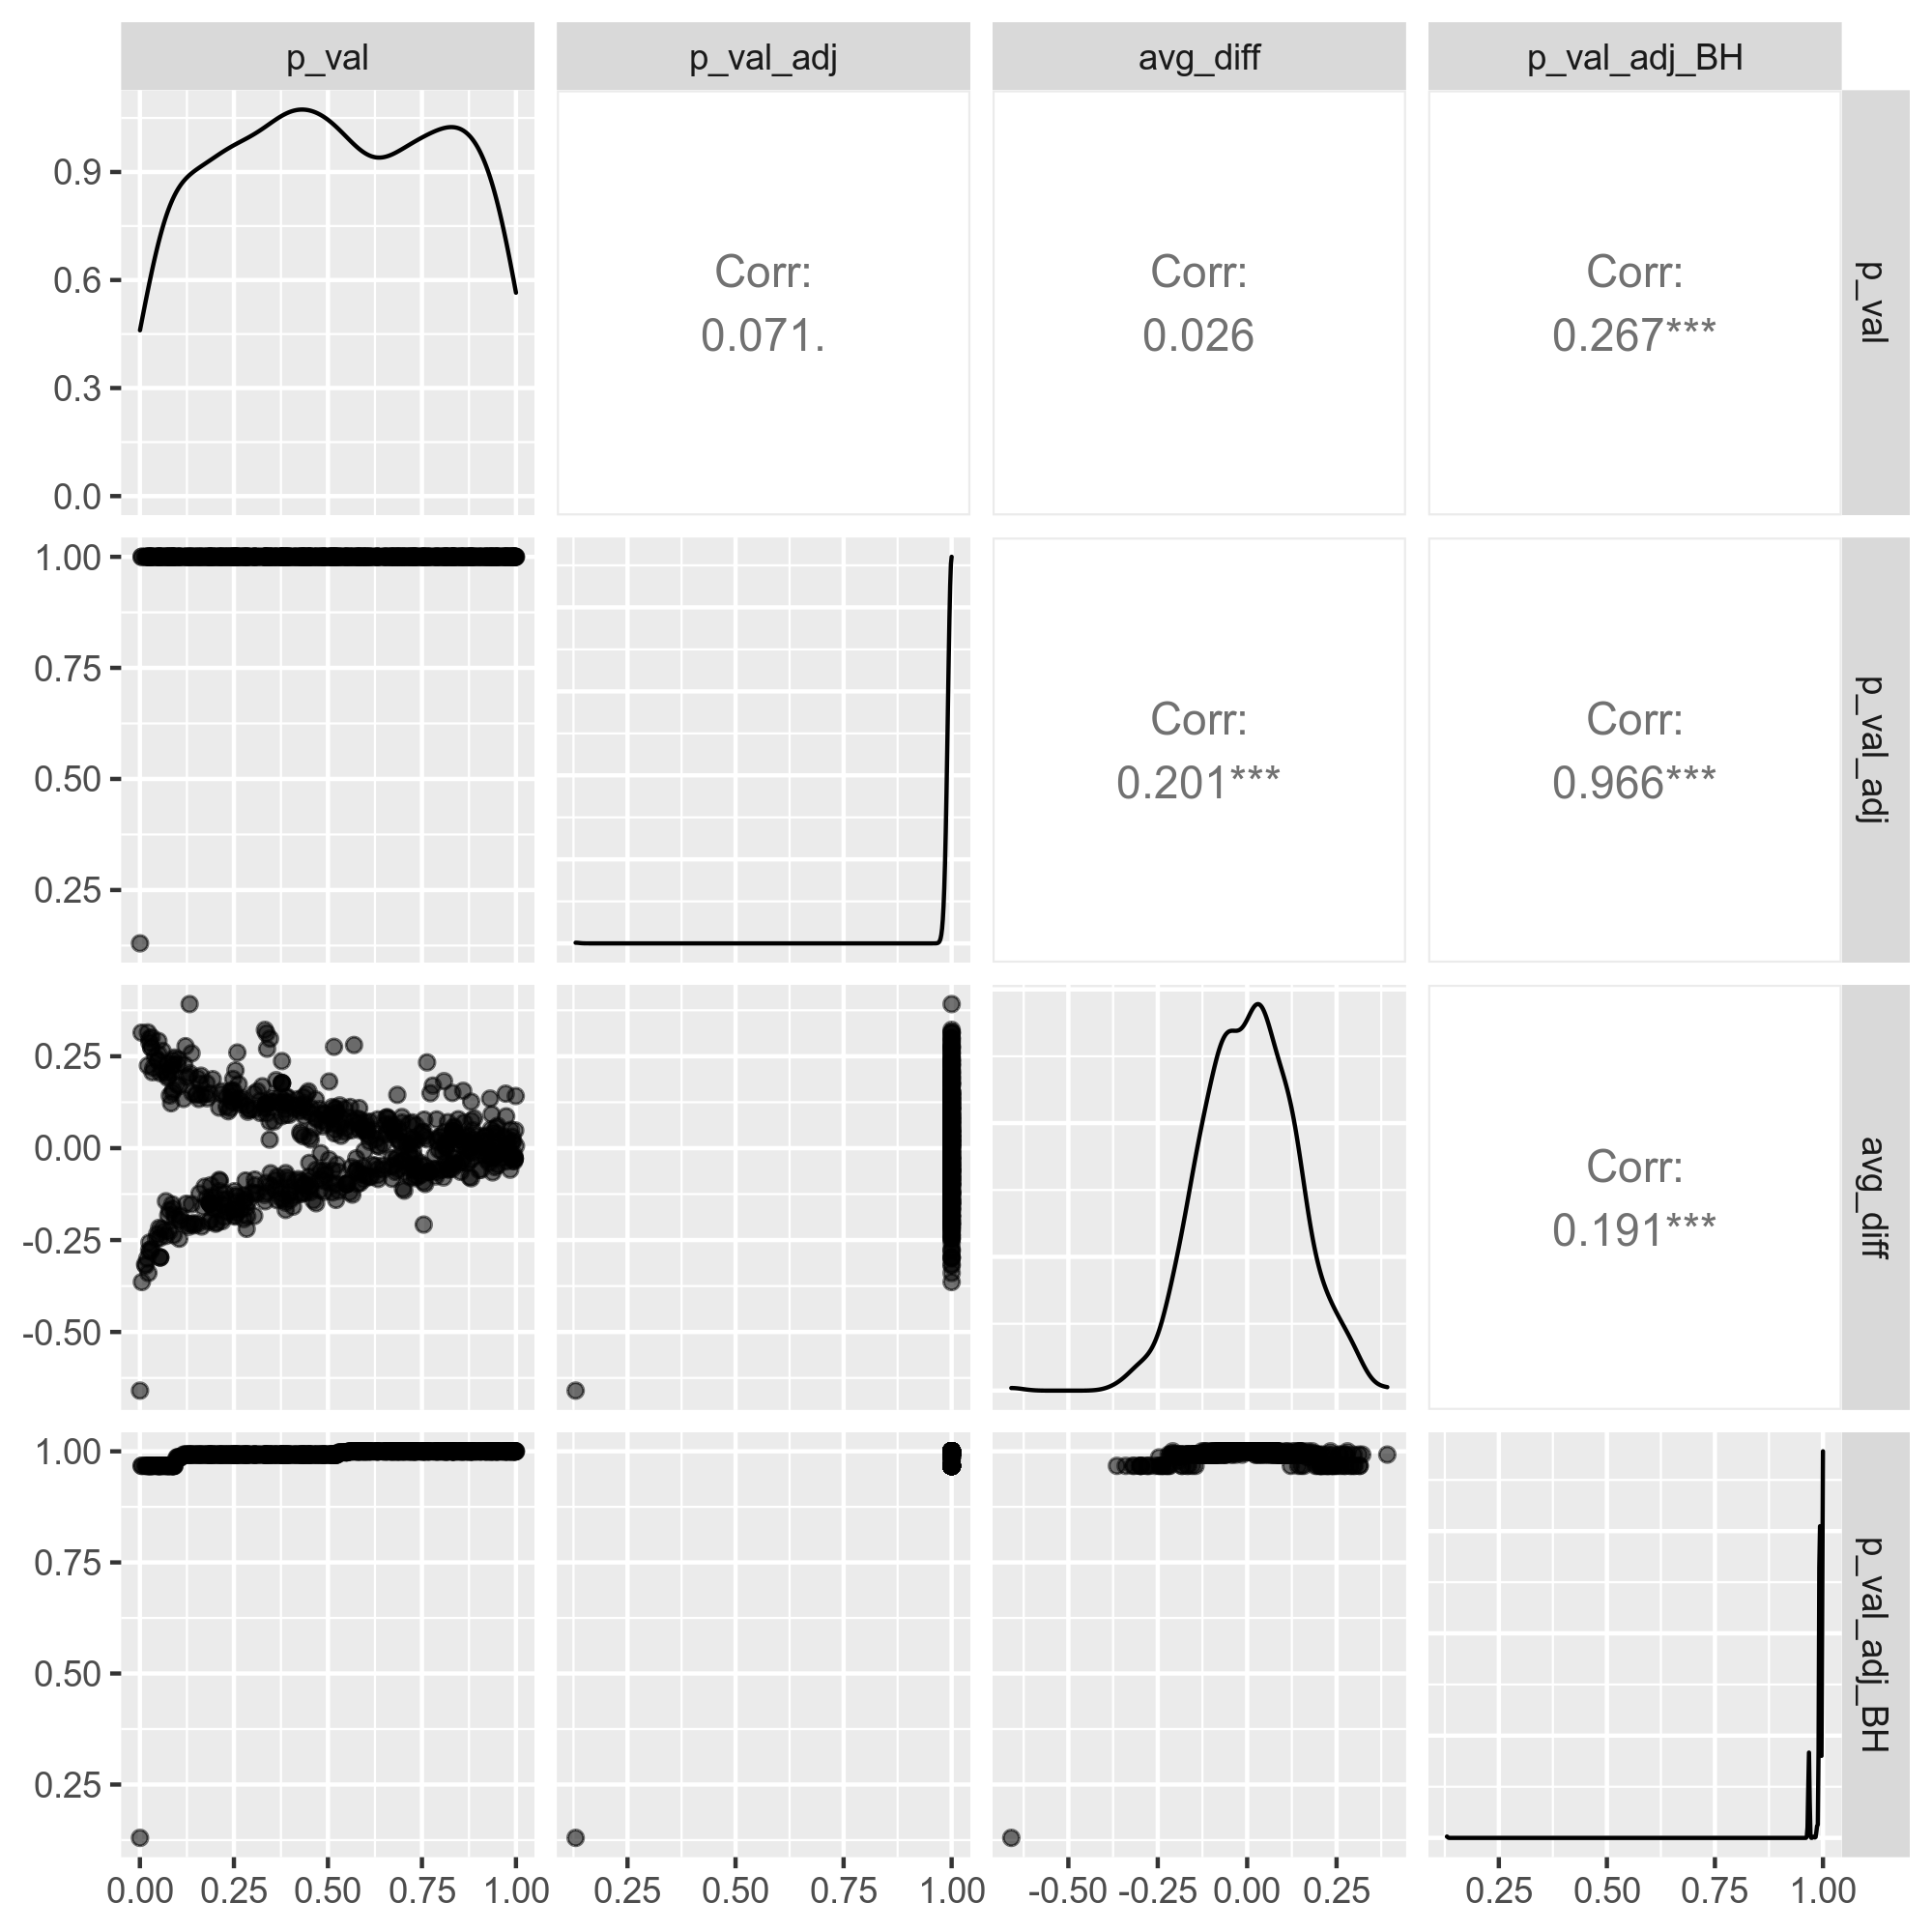 p_val p_val_adj avg_diff p_val_adj_BH
0.9
0.6
0.3
0.0
Corr:
0.071.
Corr:
0.026
Corr:
0.267***
p_val
1.00
0.75
0.50
0.25
Corr:
0.201***
Corr:
0.966***
p_val_adj
0.25
0.00
-0.25
-0.50
Corr:
0.191***
avg_diff
1.00
0.75
0.50
0.25
p_val_adj_BH
0.00 0.25 0.50 0.75 1.00 0.25 0.50 0.75 1.00 -0.50 -0.25 0.00 0.25 0.25 0.50 0.75 1.00